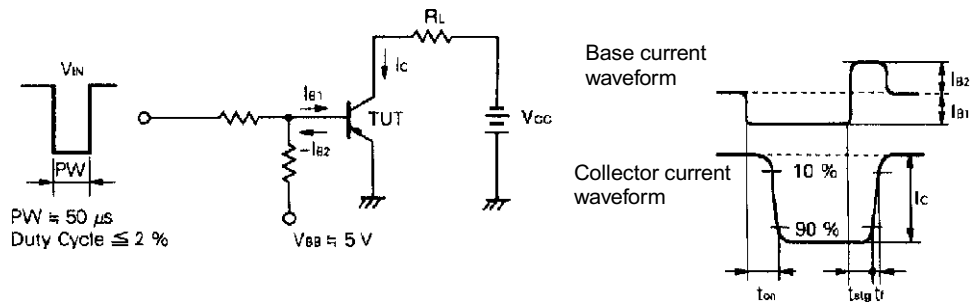 VIN
PW
PW ≒ 50 µs
Duty Cycle ≦ 2 %
IB1
-IB2
TUT
VBB ≒ 5 V
IC
RL
VCC
Base current
waveform
IB2
IB1
Collector current
waveform
10 %
90 %
IC
ton
tstg
tf